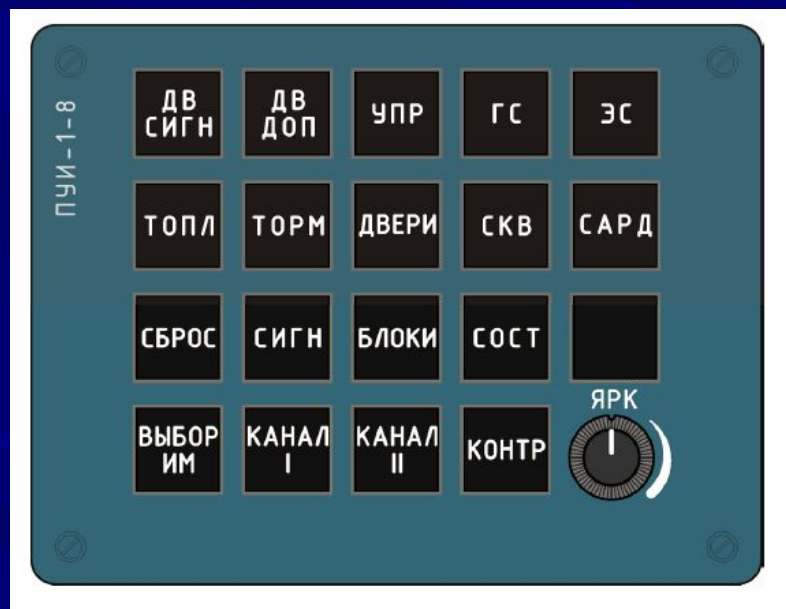 ПУИ-1-8
ДВ
СИГН
ДВ
ДОП
УПР
ГС
ЭС
ТОПЛ
ТОРМ
ДВЕРИ
СКВ
САРД
СБРОС
СИГН
БЛОКИ
СОСТ
ЯРК
ВЫБОР
ИМ
КАНАЛ
I
КАНАЛ
II
КОНТР